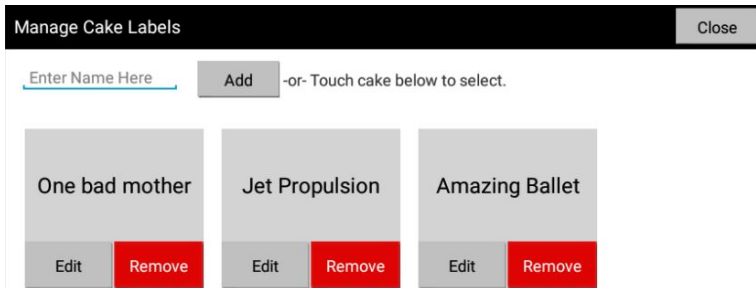 Manage Cake Labels Close
Enter Name Here Add -or- Touch cake below to select.
One bad mother Jet Propulsion Amazing Ballet
Edit Remove Edit Remove Edit Remove